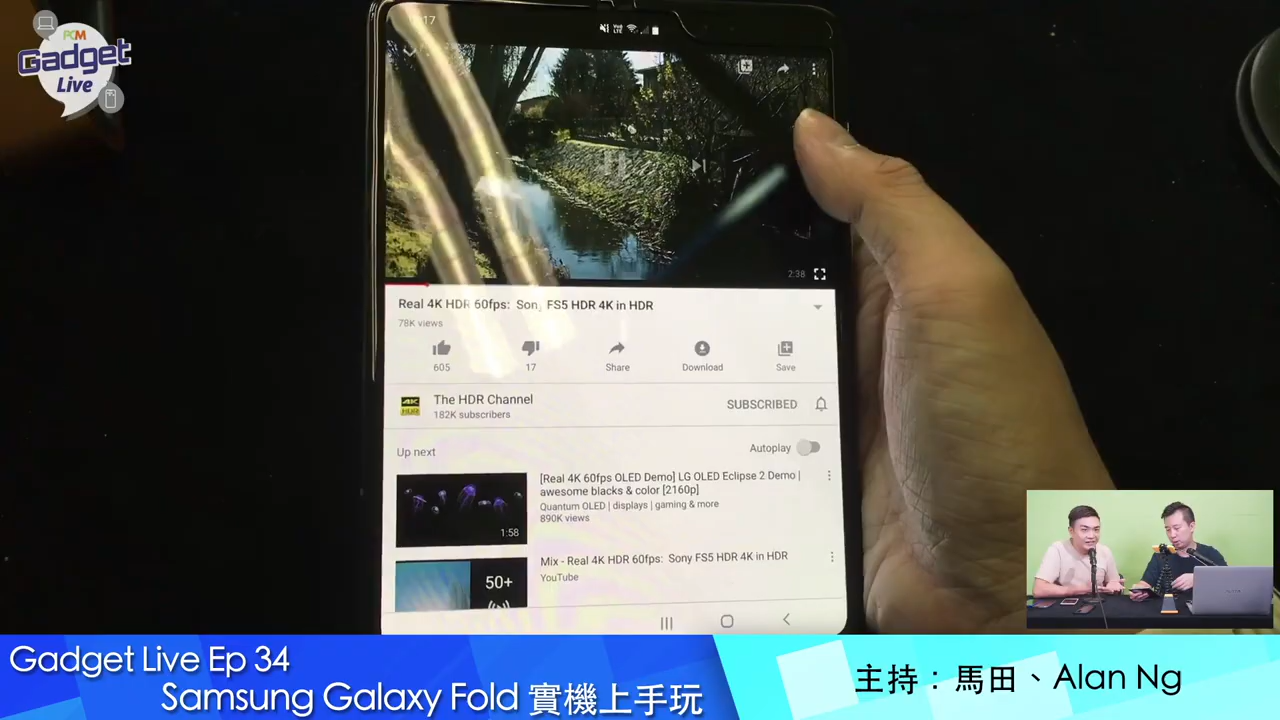 PCM
Gadget
Live
:17
2:38
Real 4K HDR 60fps: Sony FS5 HDR 4K in HDR
78K views
605
17
Share
Download
Save
4K
HDR
The HDR Channel
182K subscribers
SUBSCRIBED
Up next
Autoplay
[Real 4K 60fps OLED Demo] LG OLED Eclipse 2 Demo |
awesome blacks & color [2160p]
Quantum OLED | displays | gaming & more
890K views
1:58
Mix - Real 4K HDR 60fps: Sony FS5 HDR 4K in HDR
YouTube
50+
Gadget Live Ep 34
Samsung Galaxy Fold 實機上手玩
主持：馬田、Alan Ng